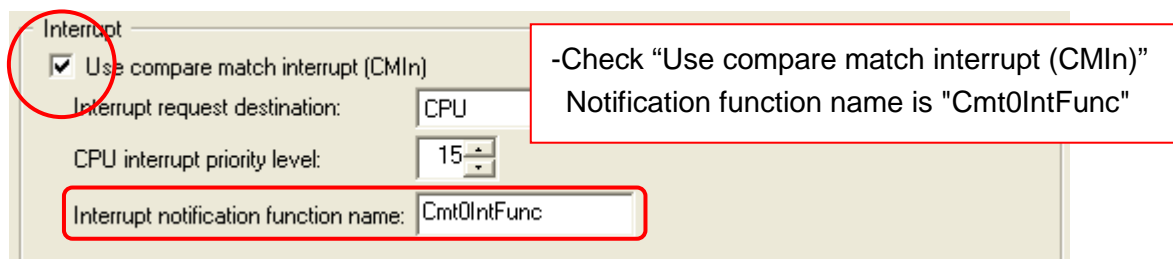 Interrupt
Use compare match interrupt (CMIn)
-Check “Use compare match interrupt (CMIn)”
Notification function name is "Cmt0IntFunc"
Interrupt request destination: CPU
CPU interrupt priority level: 15
Interrupt notification function name: Cmt0IntFunc